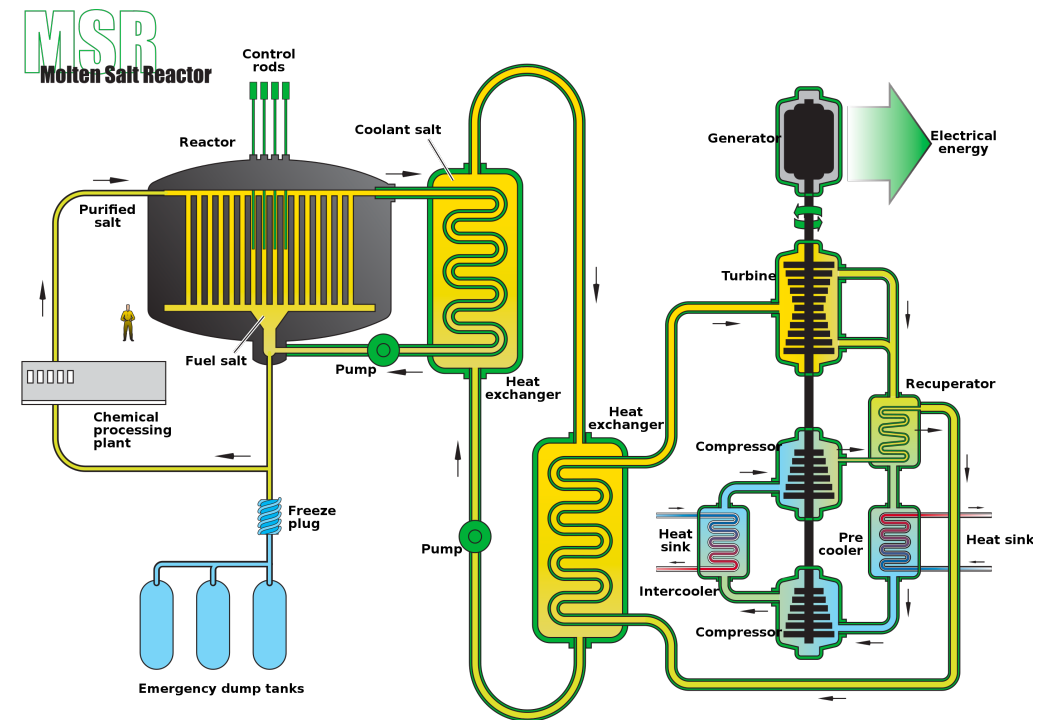 MSR
Molten Salt Reactor
Control
rods
Reactor
Coolant salt
Generator
Electrical
energy
Purified
salt
Turbine
Fuel salt
Pump
Heat
exchanger
Recuperator
Chemical
processing
plant
Heat
exchanger
Compressor
Freeze
plug
Pump
Heat
sink
Pre
cooler
Heat sink
Intercooler
Compressor
Emergency dump tanks